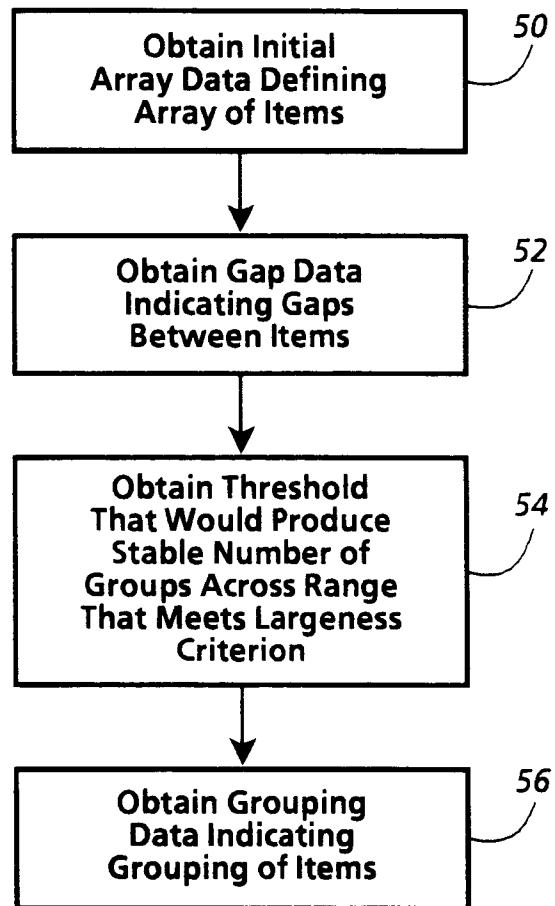 50
Obtain Initial
Array Data Defining
Array of Items
52
Obtain Gap Data
Indicating Gaps
Between Items
54
Obtain Threshold
That Would Produce
Stable Number of
Groups Across Range
That Meets Largeness
Criterion
56
Obtain Grouping
Data Indicating
Grouping of Items